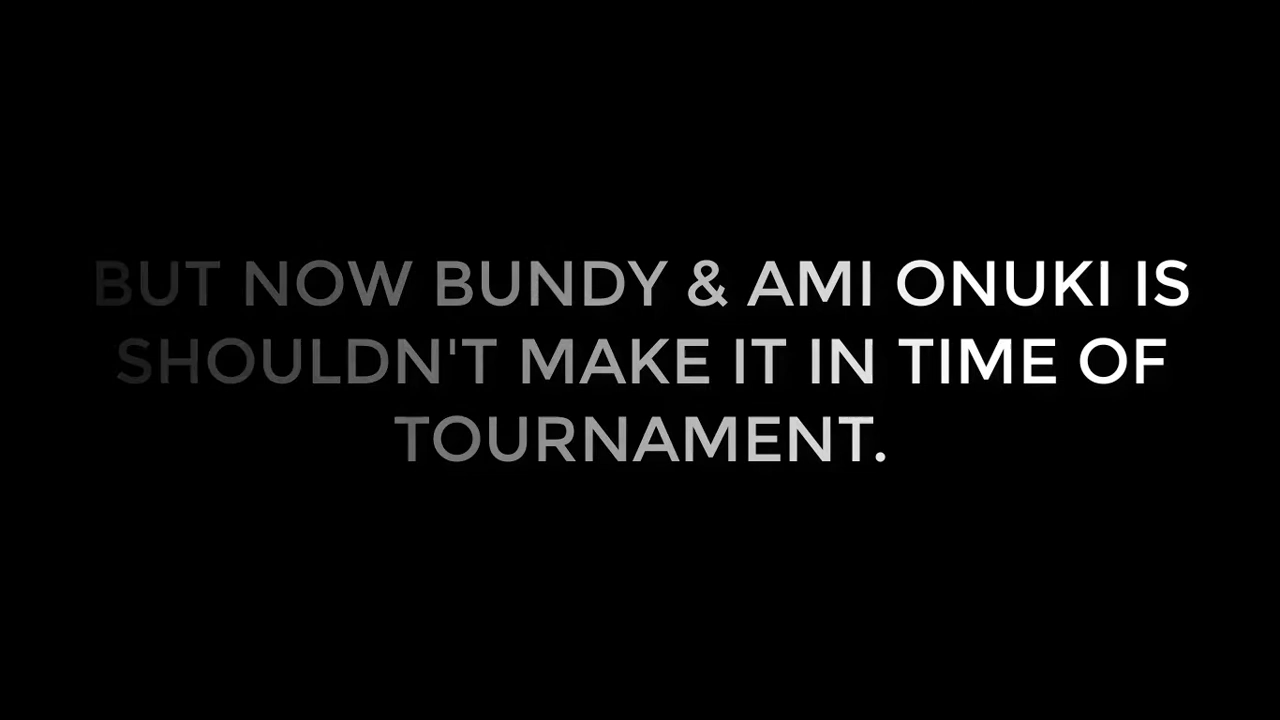 BUT NOW BUNDY & AMI ONUKI IS
SHOULDN'T MAKE IT IN TIME OF
TOURNAMENT.